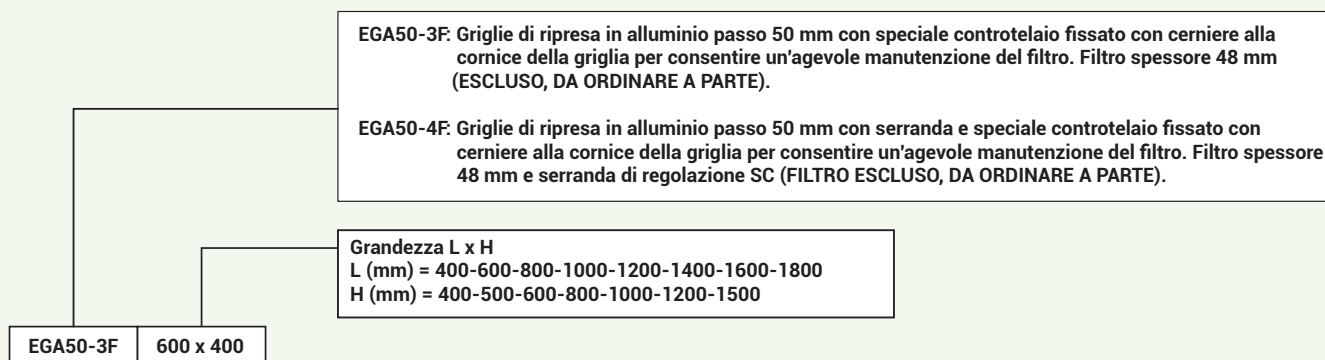 EGA50-3F: Griglie di ripresa in alluminio passo 50 mm con speciale controtelaio fissato con cerniere alla
cornice della griglia per consentire un'agevole manutenzione del filtro. Filtro spessore 48 mm
(ESCLUSO, DA ORDINARE A PARTE).
EGA50-4F: Griglie di ripresa in alluminio passo 50 mm con serranda e speciale controtelaio fissato con
cerniere alla cornice della griglia per consentire un'agevole manutenzione del filtro. Filtro spessore
48 mm e serranda di regolazione SC (FILTRO ESCLUSO, DA ORDINARE A PARTE).
Grandezza L x H
L (mm) = 400-600-800-1000-1200-1400-1600-1800
H (mm) = 400-500-600-800-1000-1200-1500
EGA50-3F 600 x 400